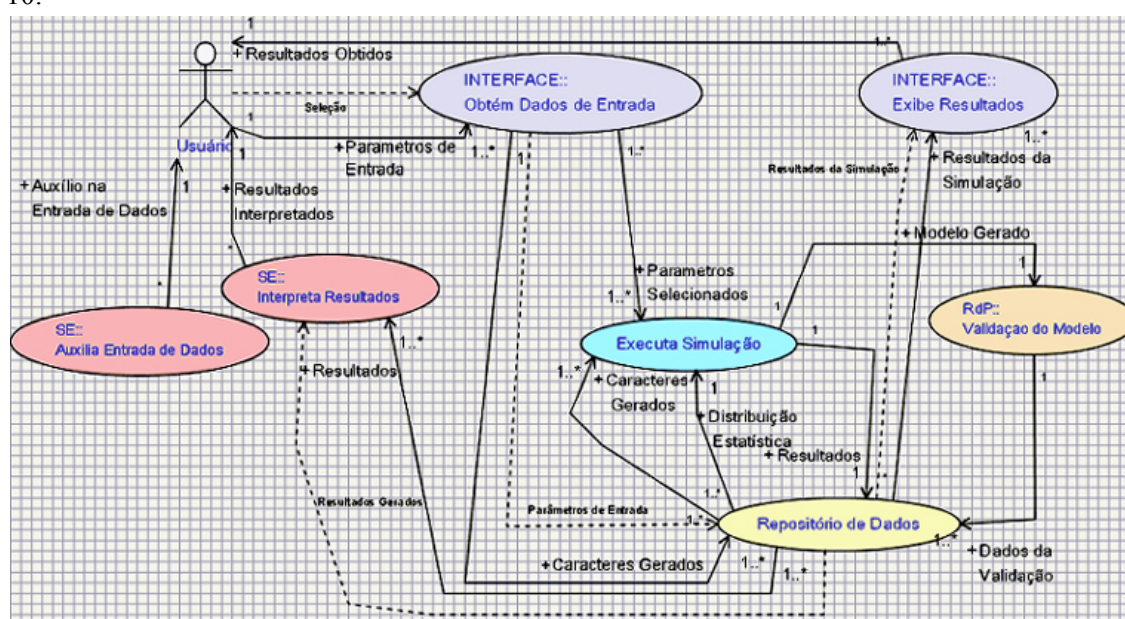 1
+ Resultados Obtidos
1..*
INTERFACE::
Obtém Dados de Entrada
INTERFACE::
Exibe Resultados
Seleção
1
Usuário
+ Parametros de
Entrada
1..*
1
1..*
1..*
Resultados da Simulação
+ Resultados da
Simulação
+ Auxílio na
Entrada de Dados
1
1
+ Resultados
Interpretados
+ Modelo Gerado
*
*
SE::
Interpreta Resultados
+ Parametros
Selecionados
1..*
1
1
1
RdP::
Validaçao do Modelo
SE::
Auxilia Entrada de Dados
Executa Simulação
1..*
+ Resultados
1..*
+ Caracteres
Gerados
1
1
+ Distribuição
Estatística
+ Resultados
1
*
Resultados Gerados
Parâmetros de Entrada
1..*
1..*
Repositório de Dados
1..*
+ Caracteres Gerados
1..*
1..*
+ Dados da
Validação